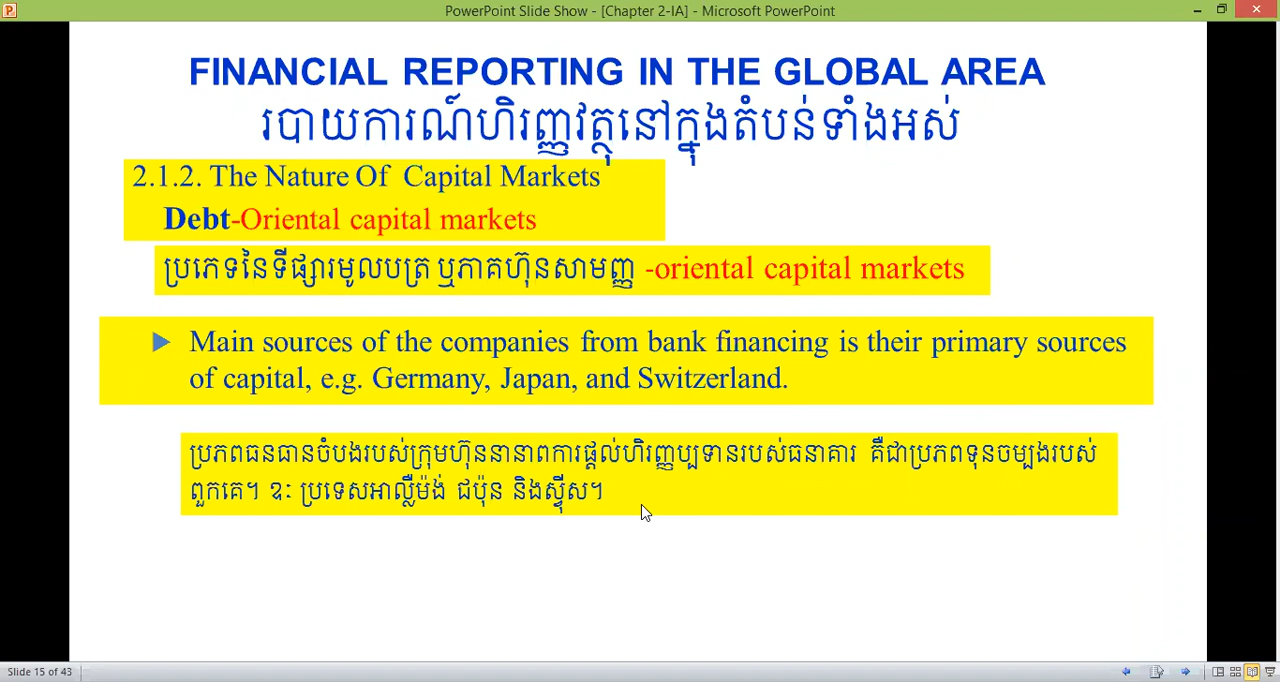 PowerPoint Slide Show - [Chapter 2-IA] - Microsoft PowerPoint
FINANCIAL REPORTING IN THE GLOBAL AREA
របាយការណ៍ហិរញ្ញវត្ថុនៅក្នុងតំបន់ទាំងអស់
2.1.2. The Nature Of Capital Markets
Debt-Oriental capital markets
ប្រភេទនៃទីផ្សារមូលបត្រ ឬភាគហ៊ុនសាមញ្ញ -oriental capital markets
Main sources of the companies from bank financing is their primary sources
of capital, e.g. Germany, Japan, and Switzerland.
ប្រភពធនធានចំបងរបស់ក្រុមហ៊ុននានាពការផ្តល់ហិរញ្ញប្បទានរបស់ធនាគារ គឺជាប្រភពទុនចម្បងរបស់
ពួកគេ។ ឧៈ ប្រទេសអាល្លឺម៉ង់ ជប៉ុន និងស្វីស។
Slide 15 of 43